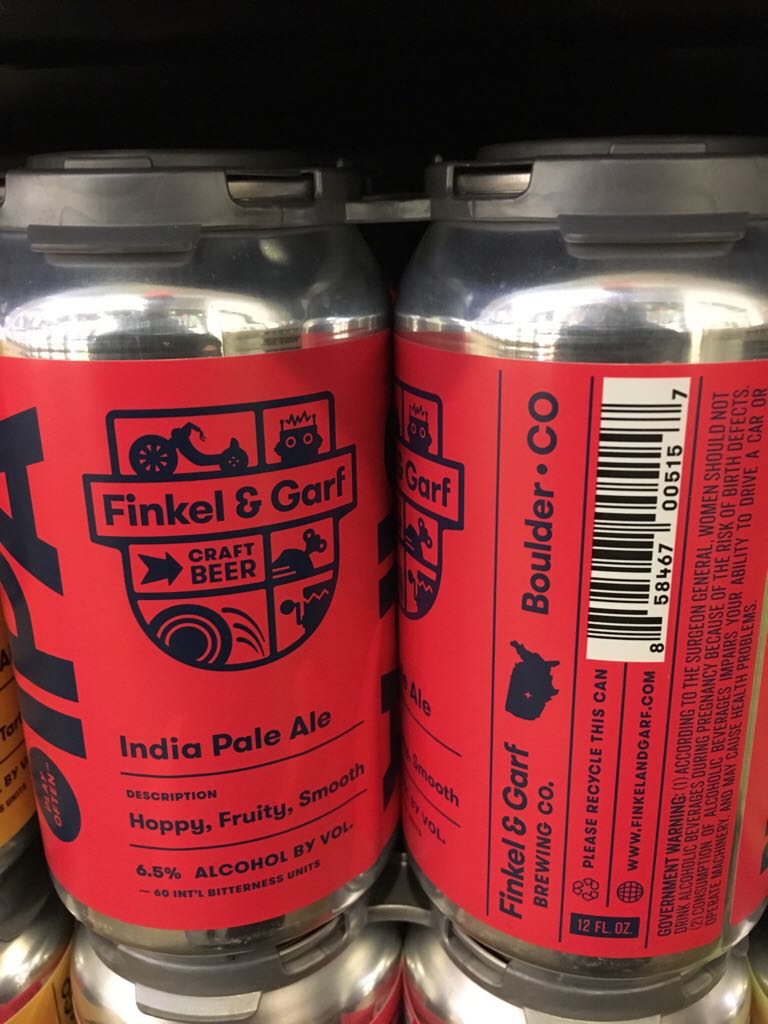 IPA
PLAY
OFTEN
Finkel & Garf
CRAFT
BEER
India Pale Ale
DESCRIPTION
Hoppy, Fruity, Smooth
6.5% ALCOHOL BY VOL.
— 60 INT'L BITTERNESS UNITS
& Garf
Ale
Smooth
BY VOL.
Finkel & Garf
BREWING CO.
Boulder • CO
12 FL. OZ.
PLEASE RECYCLE THIS CAN
WWW.FINKELANDGARF.COM
8 58467 00515 7
GOVERNMENT WARNING: (1) ACCORDING TO THE SURGEON GENERAL, WOMEN SHOULD NOT
DRINK ALCOHOLIC BEVERAGES DURING PREGNANCY BECAUSE OF THE RISK OF BIRTH DEFECTS.
(2) CONSUMPTION OF ALCOHOLIC BEVERAGES IMPAIRS YOUR ABILITY TO DRIVE A CAR OR
OPERATE MACHINERY, AND MAY CAUSE HEALTH PROBLEMS.